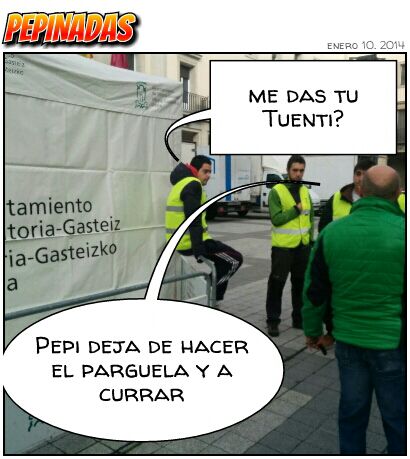 PEPINADAS
ENERO 10. 2014
ME DAS TU
TUENTI?
tamiento
toria-Gasteiz
ria-Gasteizko
a
PEPI DEJA DE HACER
EL PARGUELA Y A
CURRAR